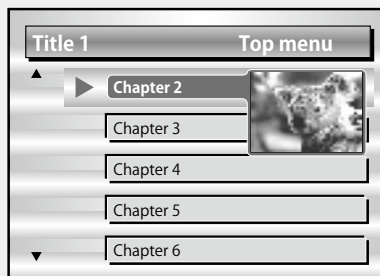 Title 1 Top menu
Chapter 2
Chapter 3
Chapter 4
Chapter 5
Chapter 6